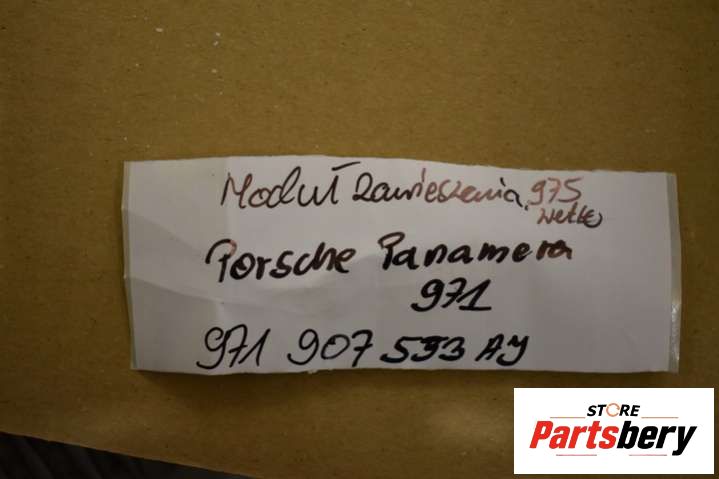 Moduł zawieszenia 975
netto
Porsche Panamera
971
971 907 553 AJ
STORE
Partsbery